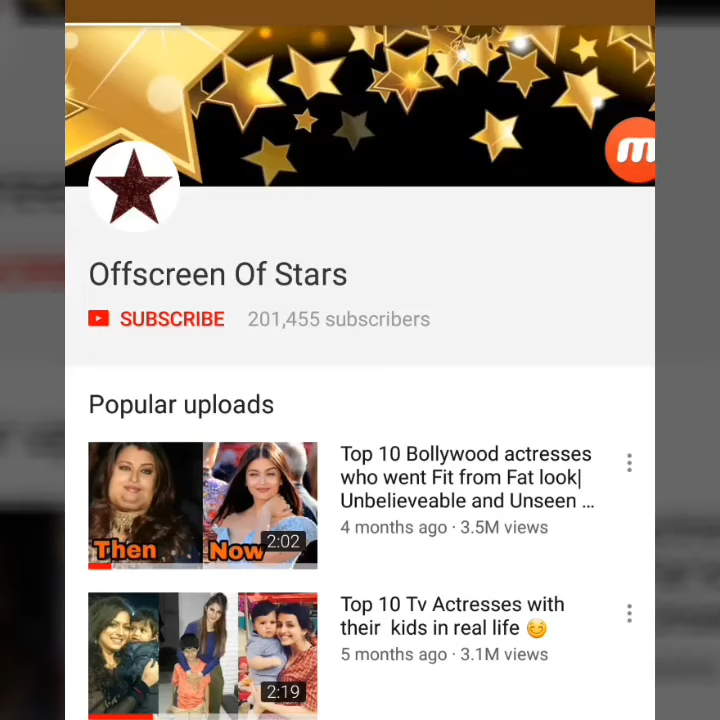 m
Offscreen Of Stars
SUBSCRIBE 201,455 subscribers
Popular uploads
Top 10 Bollywood actresses
who went Fit from Fat look|
Unbelieveable and Unseen ...
4 months ago · 3.5M views
Then Now 2:02
Top 10 Tv Actresses with
their kids in real life 😊
5 months ago · 3.1M views
2:19